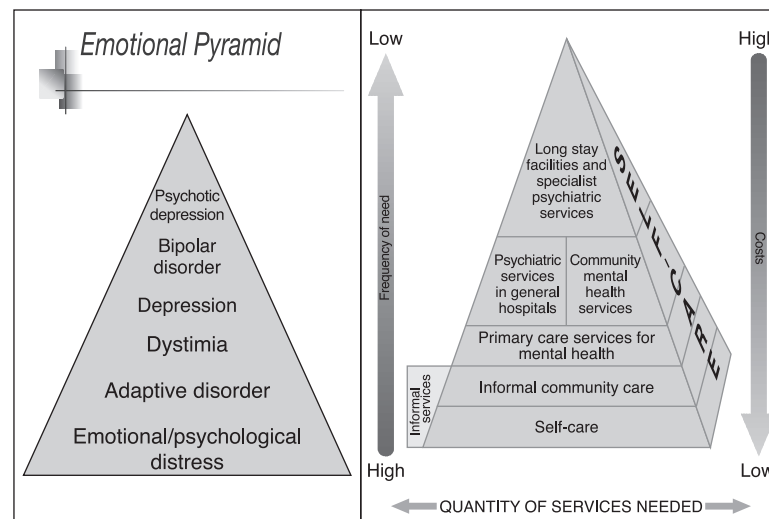 Emotional Pyramid
Psychotic
depression
Bipolar
disorder
Depression
Dystimia
Adaptive disorder
Emotional/psychological
distress
Low
Frequency of need
High
Long stay
facilities and
specialist
psychiatric
services
Psychiatric
services
in general
hospitals
Community
mental
health
services
Primary care services for
mental health
Informal
services
Informal community care
Self-care
SELF-CARE
High
Costs
Low
QUANTITY OF SERVICES NEEDED